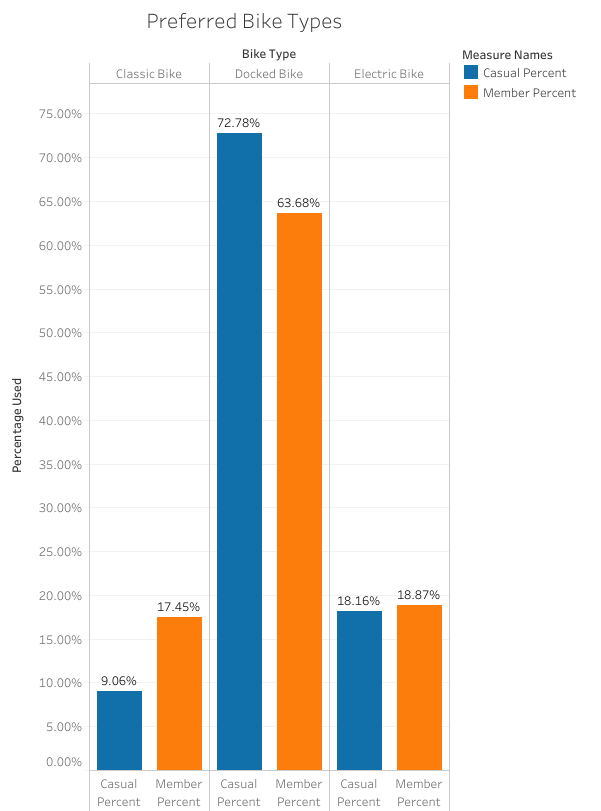 Preferred Bike Types
Bike Type
Classic Bike Docked Bike Electric Bike
Measure Names
Casual Percent
Member Percent
Percentage Used
75.00%
70.00%
65.00%
60.00%
55.00%
50.00%
45.00%
40.00%
35.00%
30.00%
25.00%
20.00%
15.00%
10.00%
5.00%
0.00%
9.06%
17.45%
72.78%
63.68%
18.16%
18.87%
Casual Member Casual Member Casual Member
Percent Percent Percent Percent Percent Percent